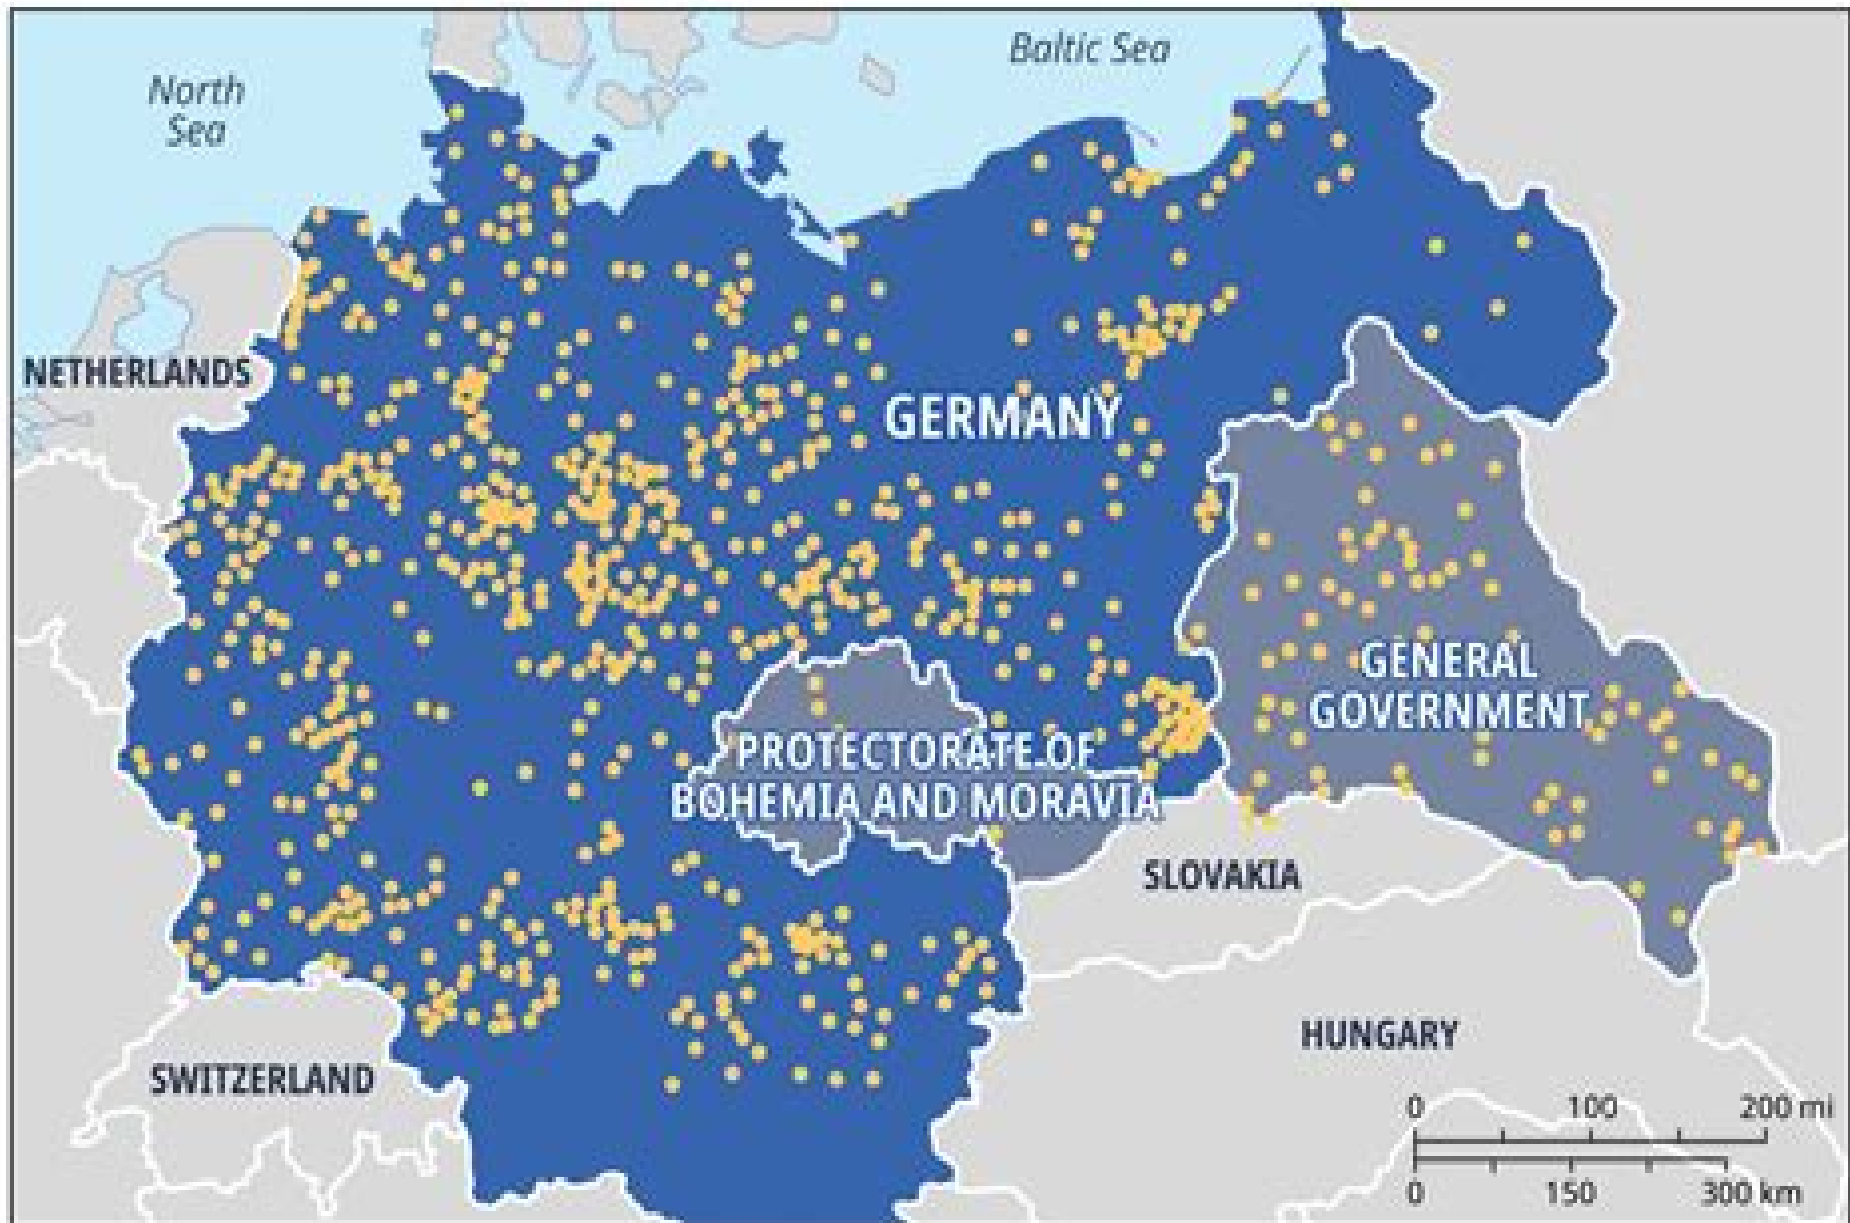 North
Sea
Baltic Sea
NETHERLANDS
GERMANY
GENERAL
GOVERNMENT
PROTECTORATE OF
BOHEMIA AND MORAVIA
SLOVAKIA
HUNGARY
SWITZERLAND
0 100 200 mi
0 150 300 km